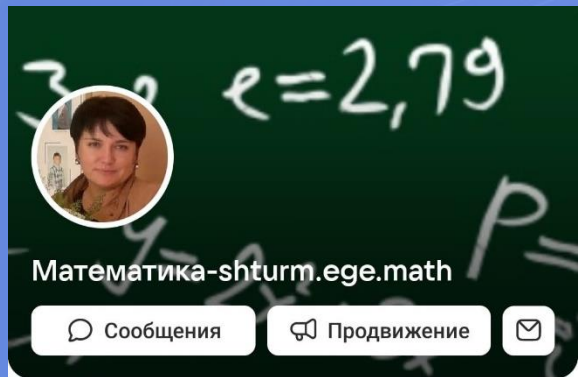 e=2,79
P=
Математика-shturm.ege.math
Сообщения
Продвижение